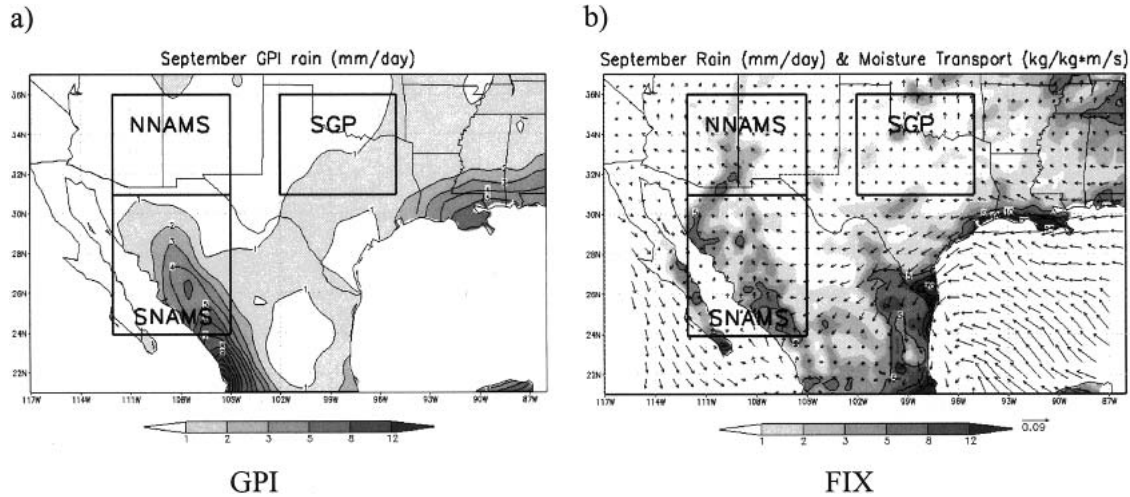 a)
September GPI rain (mm/day)
36N
34N
32N
30N
28N
26N
24N
22N
NNAMS
SGP
SNAMS
117W 114W 111W 108W 105W 102W 99W 96W 93W 90W 87W
1 2 3 5 8 12
GPI
b)
September Rain (mm/day) & Moisture Transport (kg/kg*m/s)
36N
34N
32N
30N
28N
26N
24N
22N
NNAMS
SGP
SNAMS
117W 114W 111W 108W 105W 102W 99W 96W 93W 90W 87W
1 2 3 5 8 12
0.09
FIX